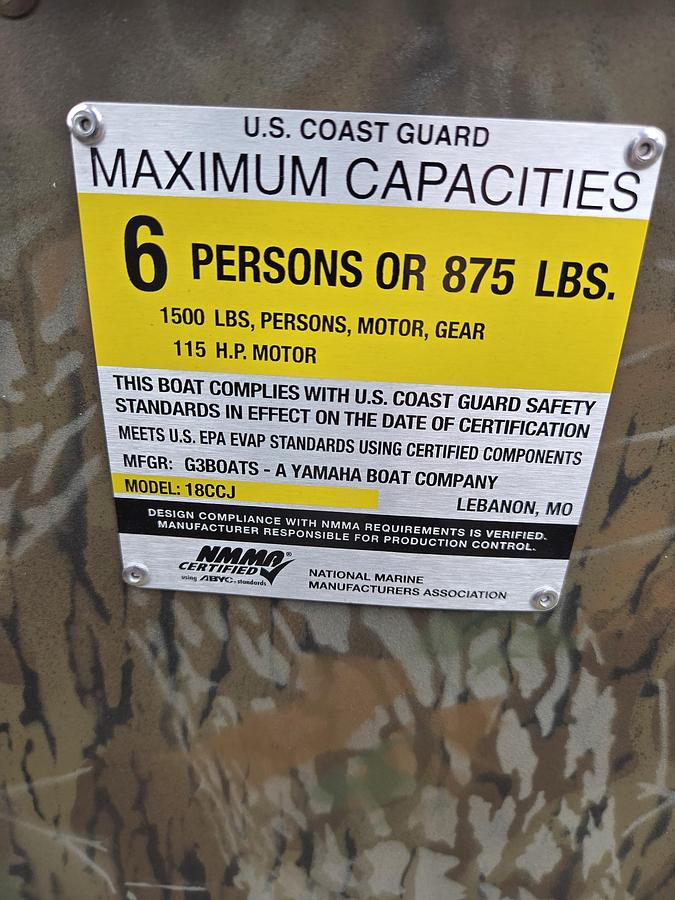 U.S. COAST GUARD
MAXIMUM CAPACITIES
6 PERSONS OR 875 LBS.
1500 LBS, PERSONS, MOTOR, GEAR
115 H.P. MOTOR
THIS BOAT COMPLIES WITH U.S. COAST GUARD SAFETY
STANDARDS IN EFFECT ON THE DATE OF CERTIFICATION
MEETS U.S. EPA EVAP STANDARDS USING CERTIFIED COMPONENTS
MFGR: G3BOATS - A YAMAHA BOAT COMPANY
MODEL: 18CCJ
LEBANON, MO
DESIGN COMPLIANCE WITH NMMA REQUIREMENTS IS VERIFIED.
MANUFACTURER RESPONSIBLE FOR PRODUCTION CONTROL.
NMMA®
CERTIFIED
using ABYC® standards
NATIONAL MARINE
MANUFACTURERS ASSOCIATION